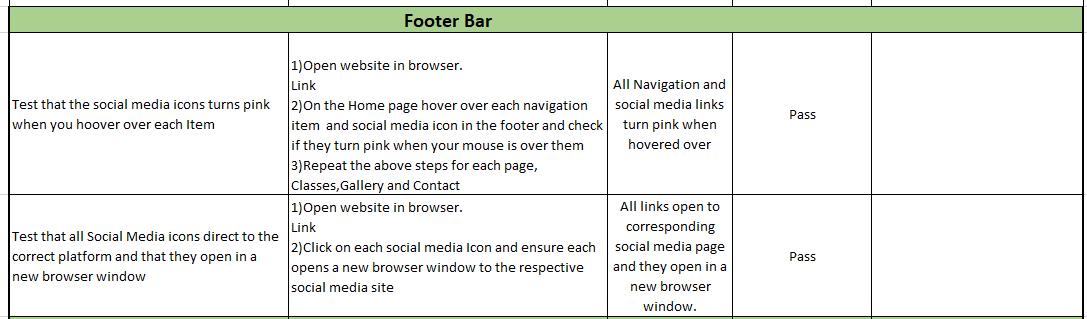 Footer Bar
Test that the social media icons turns pink
when you hoover over each Item
1)Open website in browser.
Link
2)On the Home page hover over each navigation
item and social media icon in the footer and check
if they turn pink when your mouse is over them
3)Repeat the above steps for each page,
Classes,Gallery and Contact
All Navigation and
social media links
turn pink when
hovered over
Pass
Test that all Social Media icons direct to the
correct platform and that they open in a
new browser window
1)Open website in browser.
Link
2)Click on each social media Icon and ensure each
opens a new browser window to the respective
social media site
All links open to
corresponding
social media page
and they open in a
new browser
window.
Pass